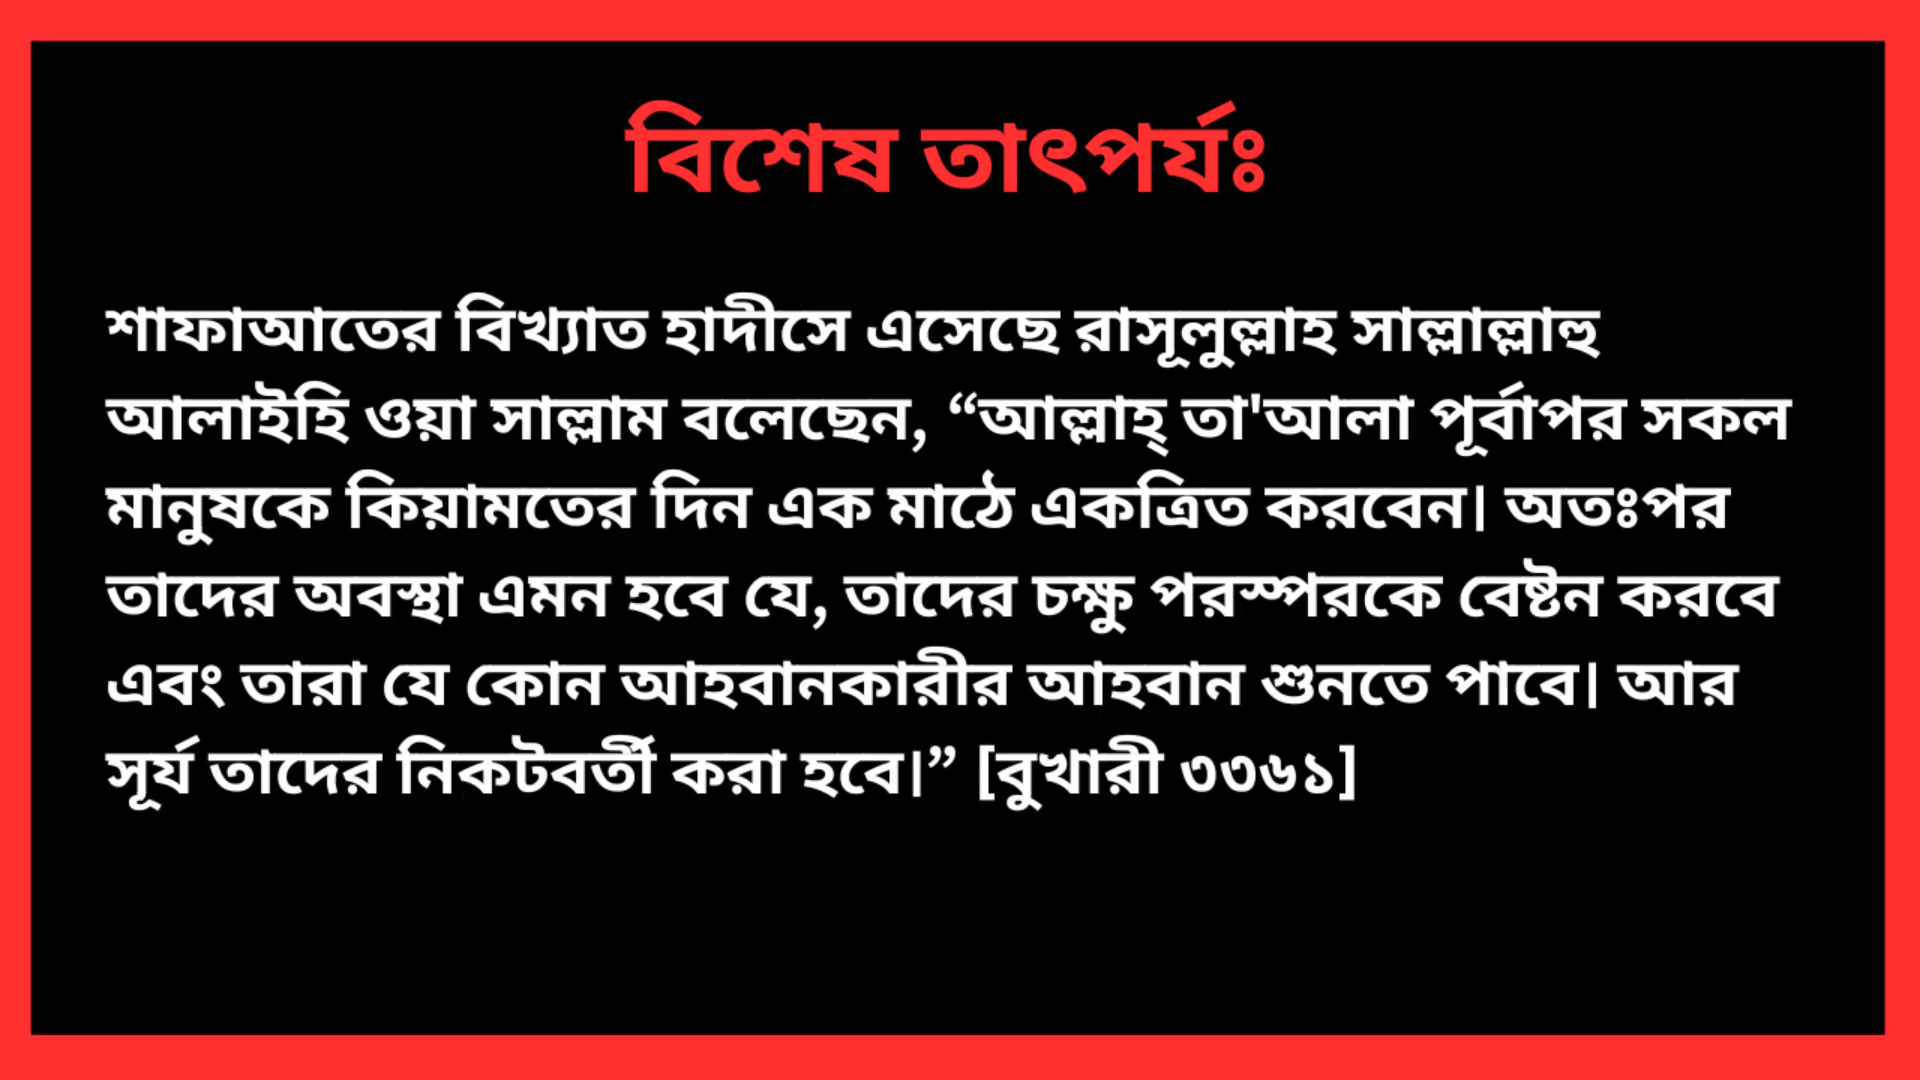 বিশেষ তাৎপর্যঃ
শাফাআতের বিখ্যাত হাদীসে এসেছে রাসূলুল্লাহ সাল্লাল্লাহু
আলাইহি ওয়া সাল্লাম বলেছেন, “আল্লাহ্ তা'আলা পূর্বাপর সকল
মানুষকে কিয়ামতের দিন এক মাঠে একত্রিত করবেন। অতঃপর
তাদের অবস্থা এমন হবে যে, তাদের চক্ষু পরস্পরকে বেষ্টন করবে
এবং তারা যে কোন আহবানকারীর আহবান শুনতে পাবে। আর
সূর্য তাদের নিকটবর্তী করা হবে।” [বুখারী ৩৩৬১]